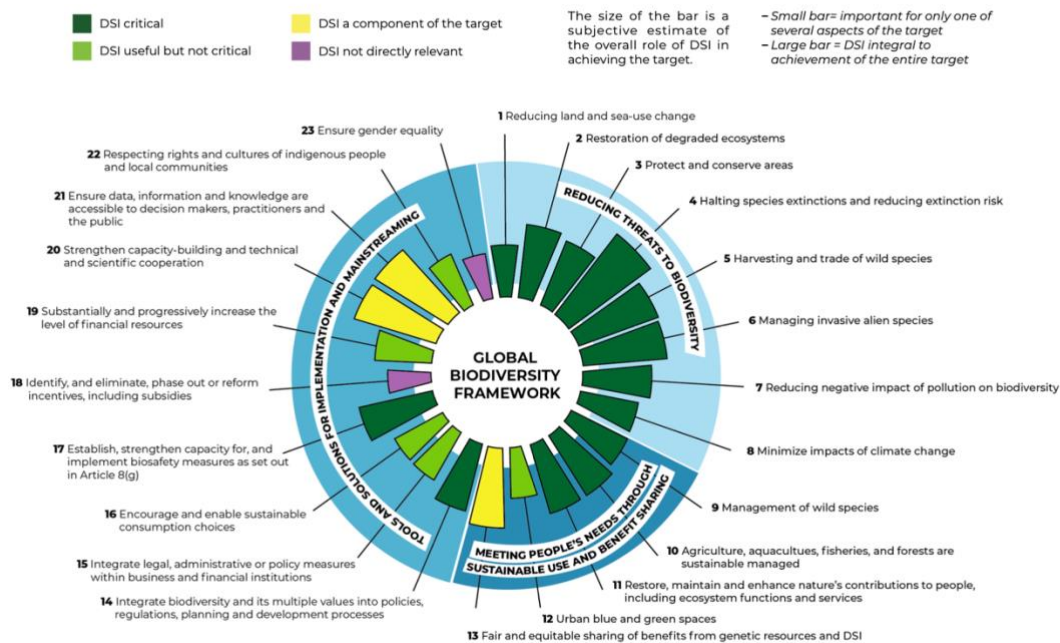 DSI critical
DSI a component of the target
DSI useful but not critical
DSI not directly relevant
The size of the bar is a
subjective estimate
of the overall role of DSI in
achieving the target.
– Small bar= important for only one of
several aspects of the target
– Large bar = DSI integral to
achievement of the entire target
1 Reducing land and sea-use change
2 Restoration of degraded ecosystems
3 Protect and conserve areas
4 Halting species extinctions and reducing extinction risk
5 Harvesting and trade of wild species
6 Managing invasive alien species
7 Reducing negative impact of pollution on biodiversity
8 Minimize impacts of climate change
9 Management of wild species
10 Agriculture, aquacultues, fisheries, and forests are
sustainable managed
11 Restore, maintain and enhance nature's contributions to people,
including ecosystem functions and services
12 Urban blue and green spaces
13 Fair and equitable sharing of benefits from genetic resources and DSI
14 Integrate biodiversity and its multiple values into policies,
regulations, planning and development processes
15 Integrate legal, administrative or policy measures
within business and financial institutions
16 Encourage and enable sustainable
consumption choices
17 Establish, strengthen capacity for, and
implement biosafety measures as set out
in Article 8(g)
18 Identify, and eliminate, phase out or reform
incentives, including subsidies
19 Substantially and progressively increase the
level of financial resources
20 Strengthen capacity-building and technical
and scientific cooperation
21 Ensure data, information and knowledge are
accessible to decision makers, practitioners and
the public
22 Respecting rights and cultures of indigenous people
and local communities
23 Ensure gender equality
REDUCING THREATS TO BIODIVERSITY
MEETING PEOPLE'S NEEDS THROUGH
SUSTAINABLE USE AND BENEFIT SHARING
TOOLS AND SOLUTIONS FOR IMPLEMENTATION AND MAINSTREAMING
GLOBAL
BIODIVERSITY
FRAMEWORK